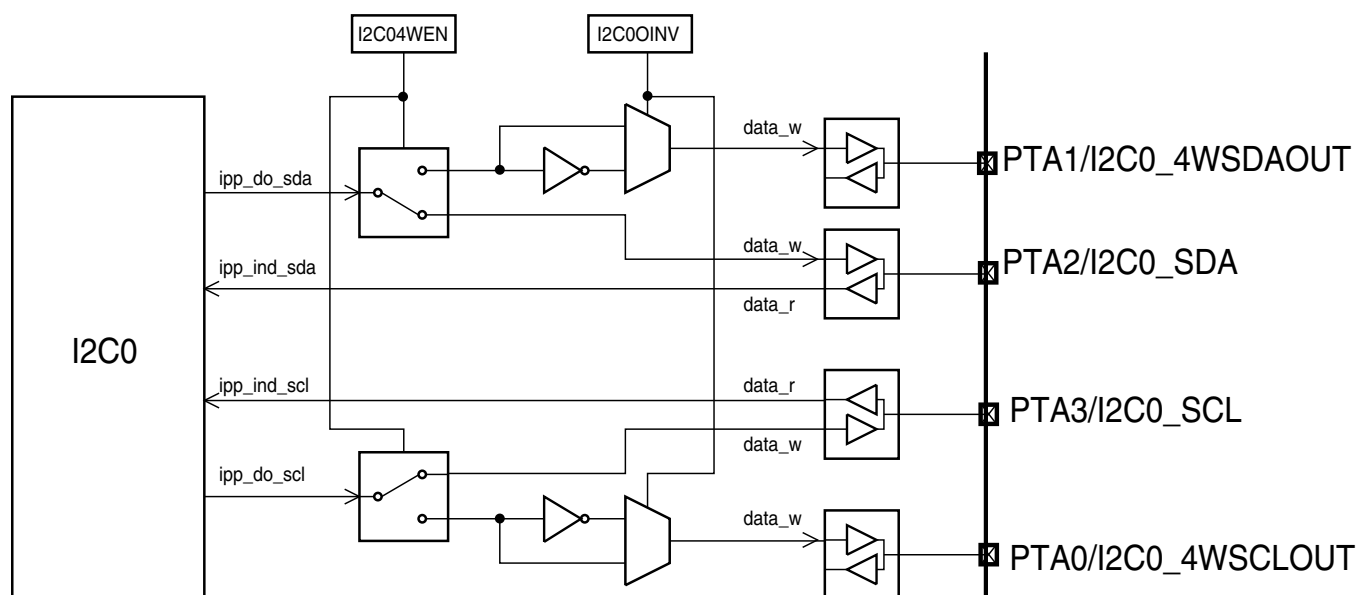 I2C04WEN
I2C0OINV
data_w
PTA1/I2C0_4WSDAOUT
ipp_do_sda
data_w
PTA2/I2C0_SDA
ipp_ind_sda
data_r
I2C0
ipp_ind_scl
data_r
PTA3/I2C0_SCL
data_w
ipp_do_scl
data_w
PTA0/I2C0_4WSCLOUT